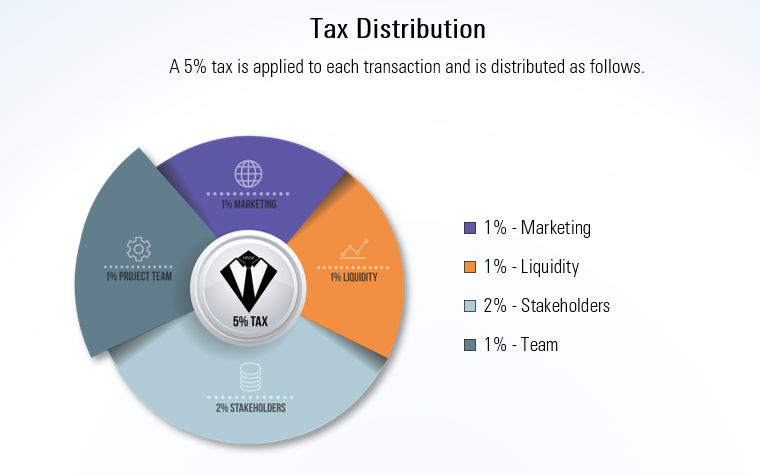 Tax Distribution
A 5% tax is applied to each transaction and is distributed as follows.
1% MARKETING
1% PROJECT TEAM
1% LIQUIDITY
5% TAX
2% STAKEHOLDERS
1% - Marketing
1% - Liquidity
2% - Stakeholders
1% - Team